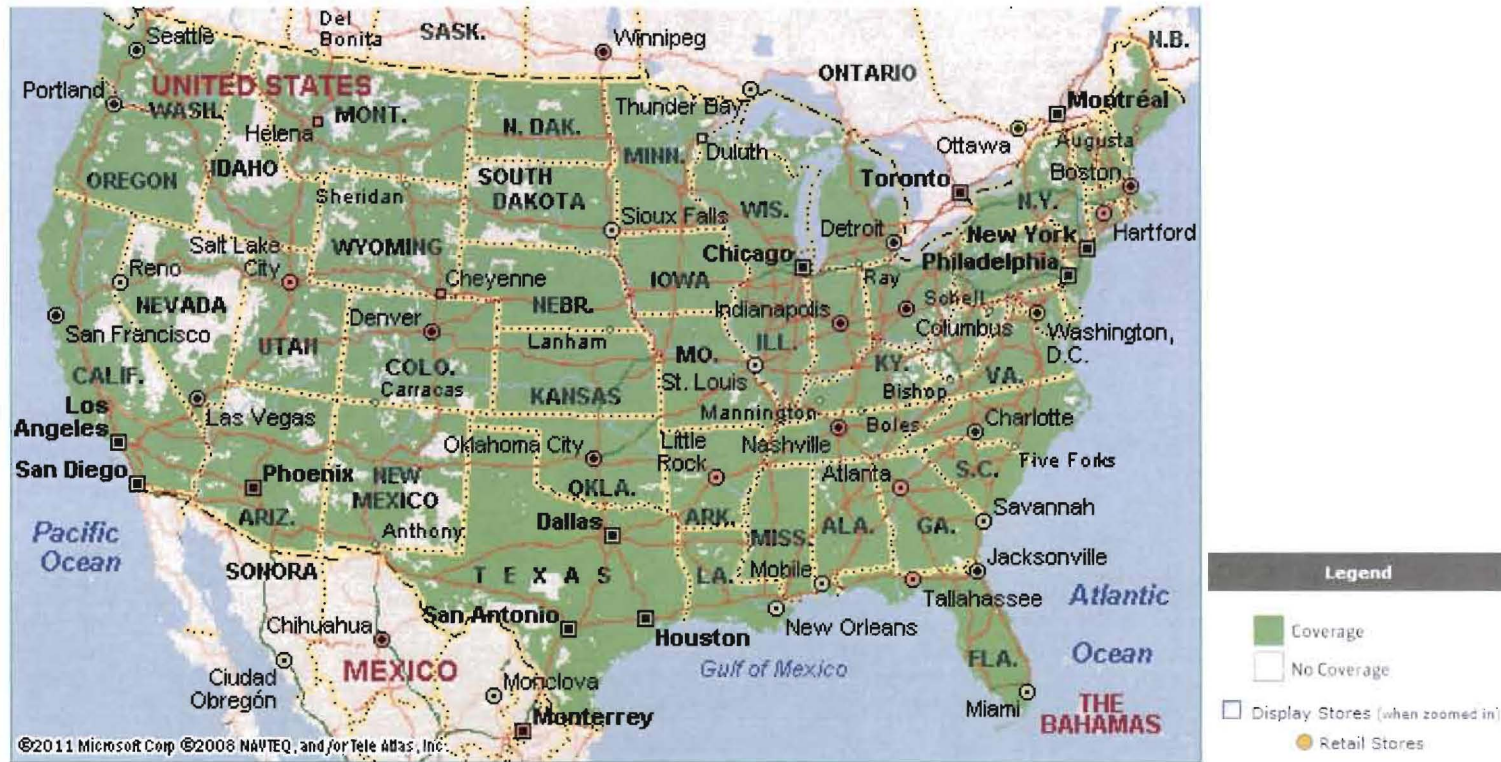 Del
Bonita
SASK.
Winnipeg
N.B.
Seattle
ONTARIO
UNITED STATES
Portland
WASH.
MONT.
Thunder Bay
Montréal
Helena
N. DAK.
MINN.
Duluth
Ottawa
Augusta
IDAHO
OREGON
SOUTH
DAKOTA
Toronto
Boston
Sheridan
WIS.
N.Y.
Sioux Falls
Detroit
Hartford
Salt Lake
City
WYOMING
Chicago
New York
Philadelphia
Reno
Cheyenne
IOWA
Ray
NEVADA
NEBR.
Indianapolis
Schell
San Francisco
Denver
Lanham
ILL.
Columbus
Washington,
D.C.
UTAH
COLO.
MO.
KY.
CALIF.
Carracas
KANSAS
St. Louis
Bishop
VA.
Los
Angeles
Las Vegas
Mannington
Boles
Charlotte
Oklahoma City
Little
Rock
Nashville
San Diego
Phoenix
NEW
MEXICO
Atlanta
S.C.
Five Forks
OKLA.
ARIZ.
Anthony
Dallas
ARK.
MISS.
ALA.
GA.
Savannah
Pacific
Ocean
SONORA
TEXAS
LA.
Mobile
Jacksonville
Tallahassee
Atlantic
Ocean
San Antonio
Houston
New Orleans
Chihuahua
MEXICO
Gulf of Mexico
FLA.
Ciudad
Obregón
Monclova
Miami
THE
BAHAMAS
Monterrey
©2011 Microsoft Corp ©2008 NAVTEQ, and/or Tele Atlas, Inc.
Legend
Coverage
No Coverage
Display Stores (when zoomed in)
Retail Stores